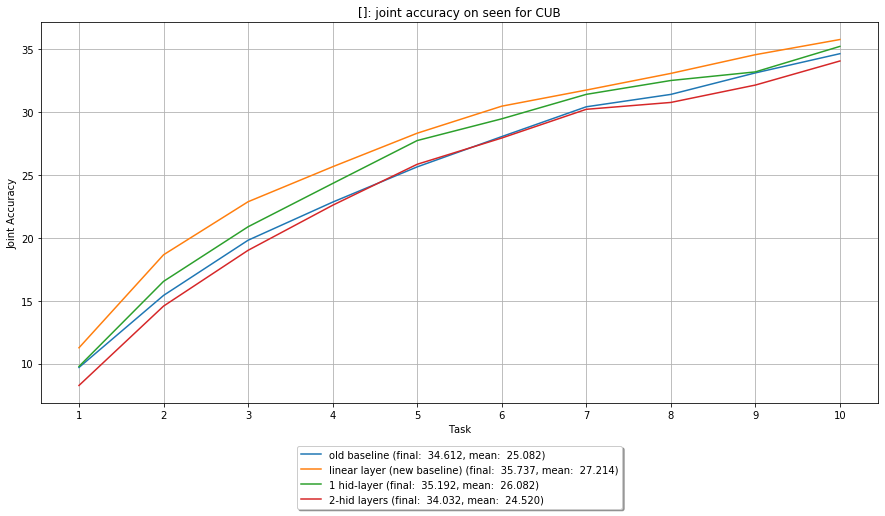 []: joint accuracy on seen for CUB
35
30
25
20
15
10
Joint Accuracy
1 2 3 4 5 6 7 8 9 10
Task
old baseline (final: 34.612, mean: 25.082)
linear layer (new baseline) (final: 35.737, mean: 27.214)
1 hid-layer (final: 35.192, mean: 26.082)
2-hid layers (final: 34.032, mean: 24.520)